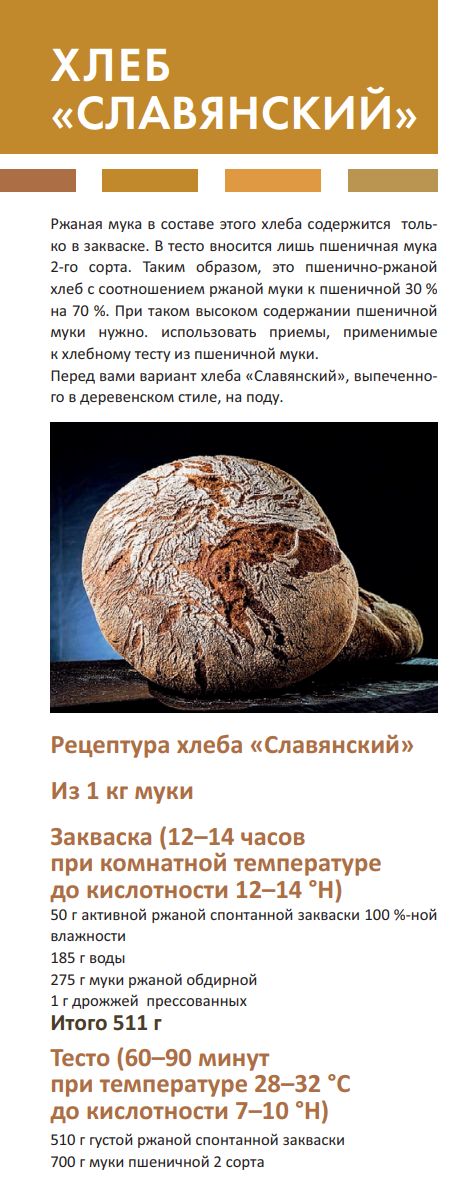 ХЛЕБ
«СЛАВЯНСКИЙ»
Ржаная мука в составе этого хлеба содержится толь-
ко в закваске. В тесто вносится лишь пшеничная мука
2-го сорта. Таким образом, это пшенично-ржаной
хлеб с соотношением ржаной муки к пшеничной 30 %
на 70 %. При таком высоком содержании пшеничной
муки нужно. использовать приемы, применимые
к хлебному тесту из пшеничной муки.
Перед вами вариант хлеба «Славянский», выпеченно-
го в деревенском стиле, на поду.
Рецептура хлеба «Славянский»
Из 1 кг муки
Закваска (12–14 часов
при комнатной температуре
до кислотности 12–14 °Н)
50 г активной ржаной спонтанной закваски 100 %-ной
влажности
185 г воды
275 г муки ржаной обдирной
1 г дрожжей прессованных
Итого 511 г
Тесто (60–90 минут
при температуре 28–32 °С
до кислотности 7–10 °Н)
510 г густой ржаной спонтанной закваски
700 г муки пшеничной 2 сорта